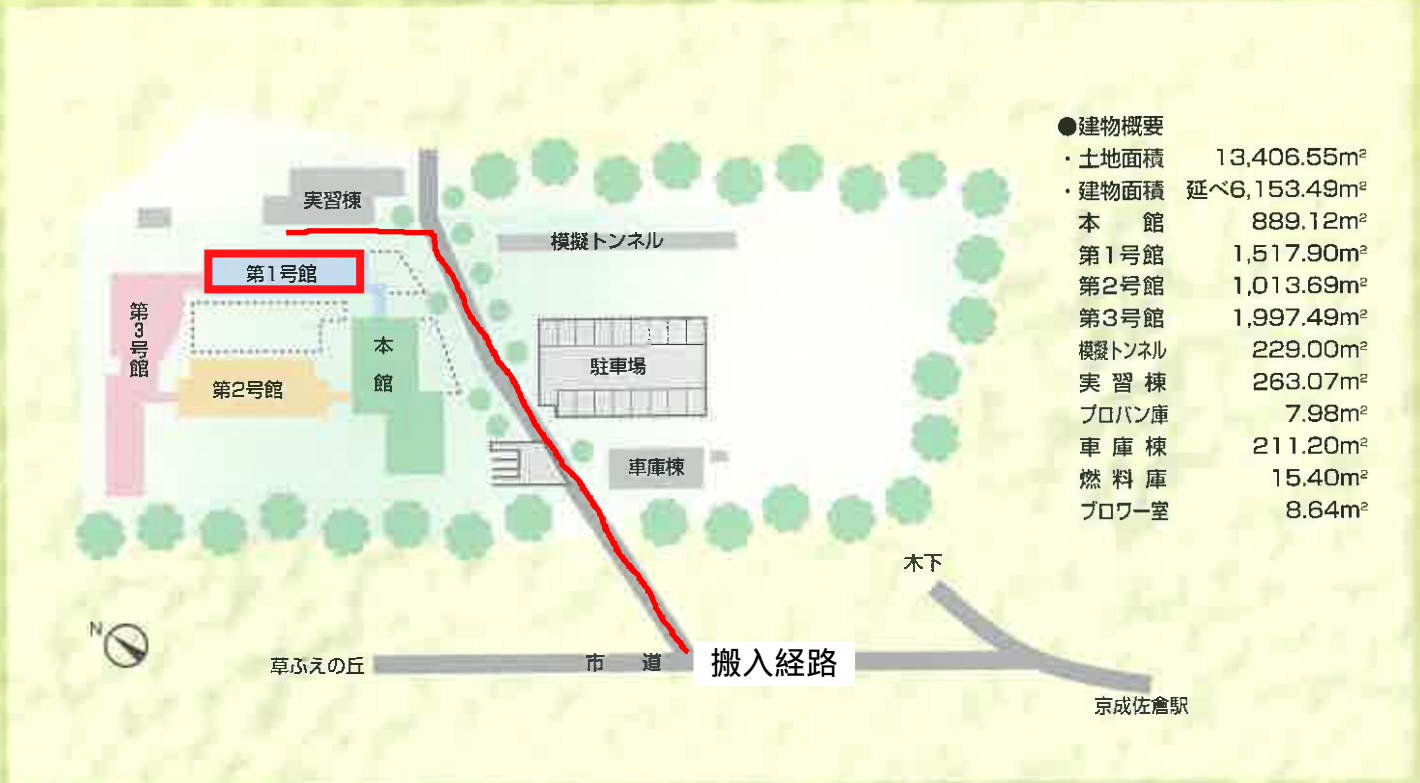 実習棟
模擬トンネル
第1号館
第3号館
本館
駐車場
第2号館
車庫棟
木下
N
草ふえの丘
市道
搬入経路
京成佐倉駅
●建物概要
・土地面積 13,406.55m²
・建物面積 延べ6,153.49m²
本館 889.12m²
第1号館 1,517.90m²
第2号館 1,013.69m²
第3号館 1,997.49m²
模擬トンネル 229.00m²
実習棟 263.07m²
プロバン庫 7.98m²
車庫棟 211.20m²
燃料庫 15.40m²
ブロワー室 8.64m²